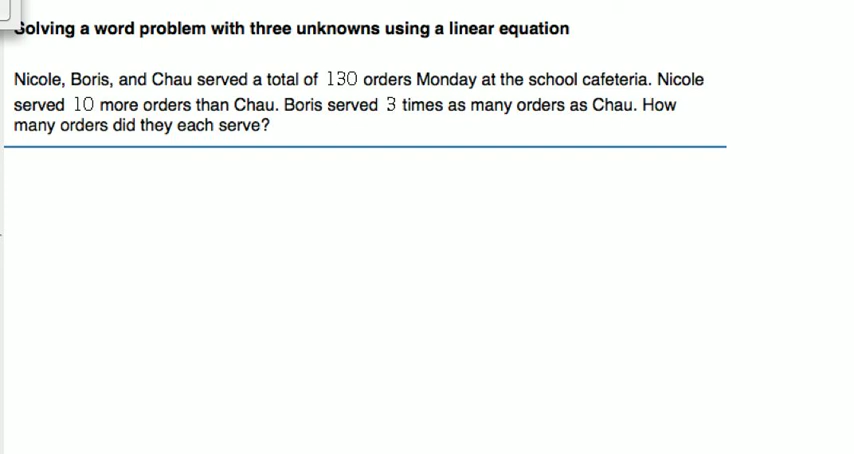 Solving a word problem with three unknowns using a linear equation
Nicole, Boris, and Chau served a total of 130 orders Monday at the school cafeteria. Nicole
served 10 more orders than Chau. Boris served 3 times as many orders as Chau. How
many orders did they each serve?